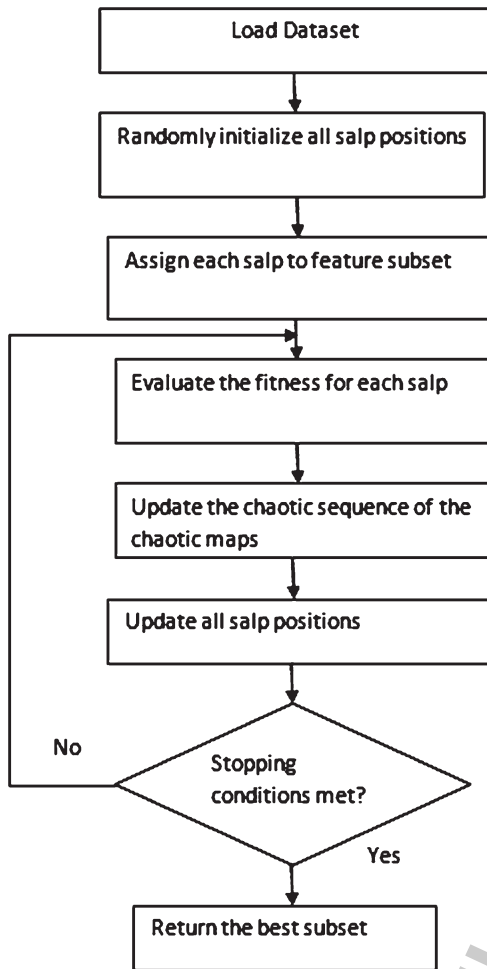 Load Dataset
Randomly initialize all salp positions
Assign each salp to feature subset
Evaluate the fitness for each salp
Update the chaotic sequence of the
chaotic maps
Update all salp positions
Stopping
conditions met?
No
Yes
Return the best subset